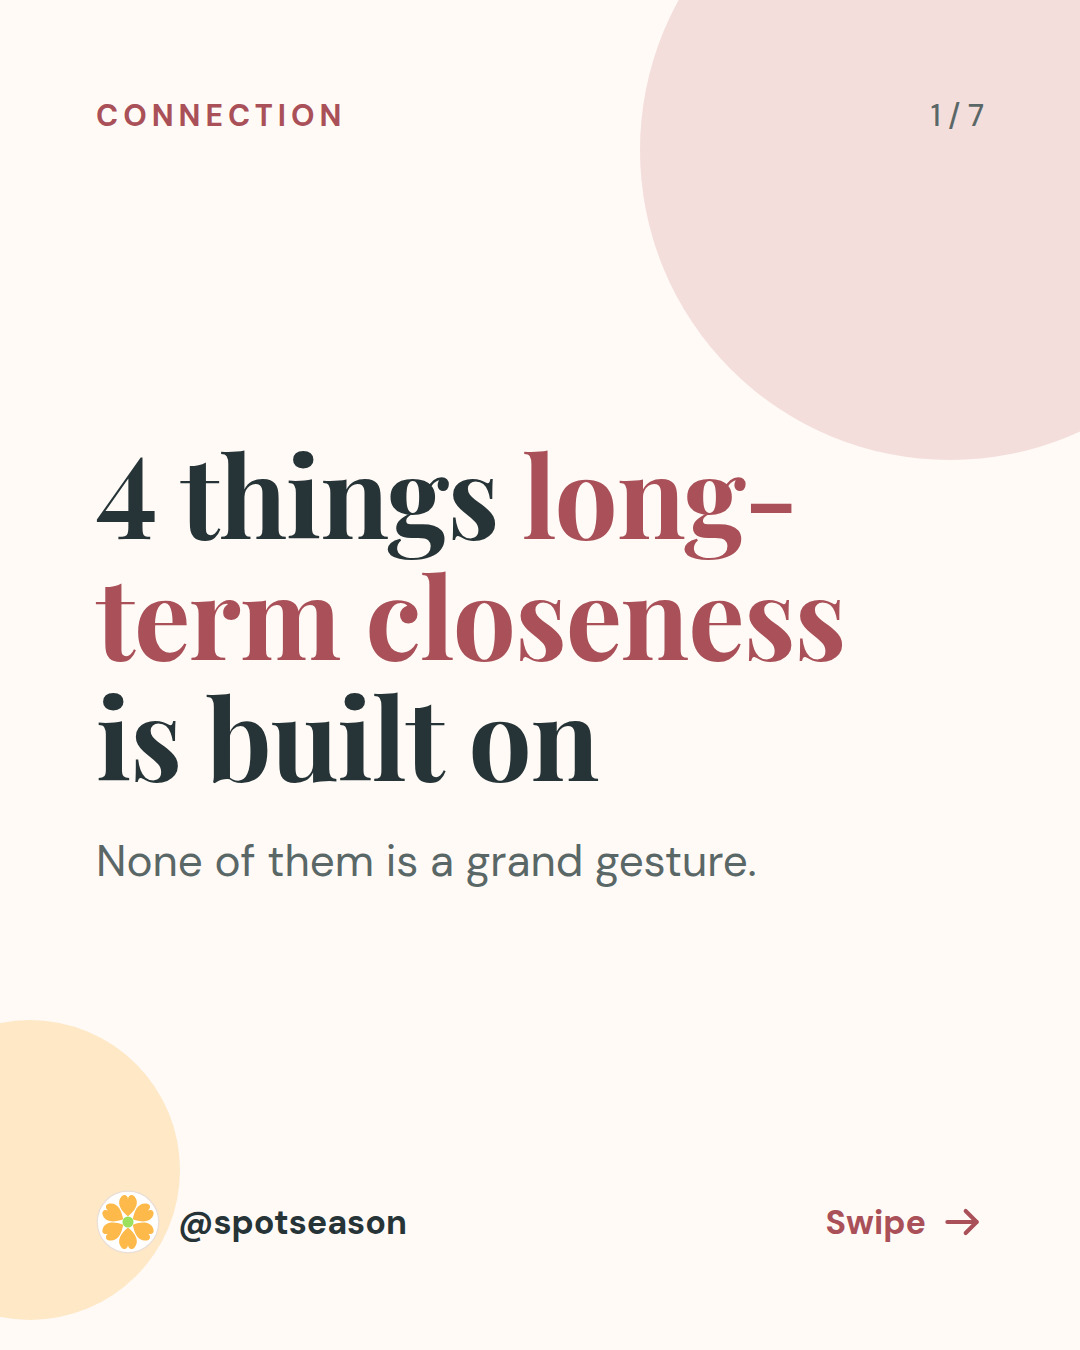 CONNECTION
1 / 7
4 things long-
term closeness
is built on
None of them is a grand gesture.
@spotseason
Swipe →